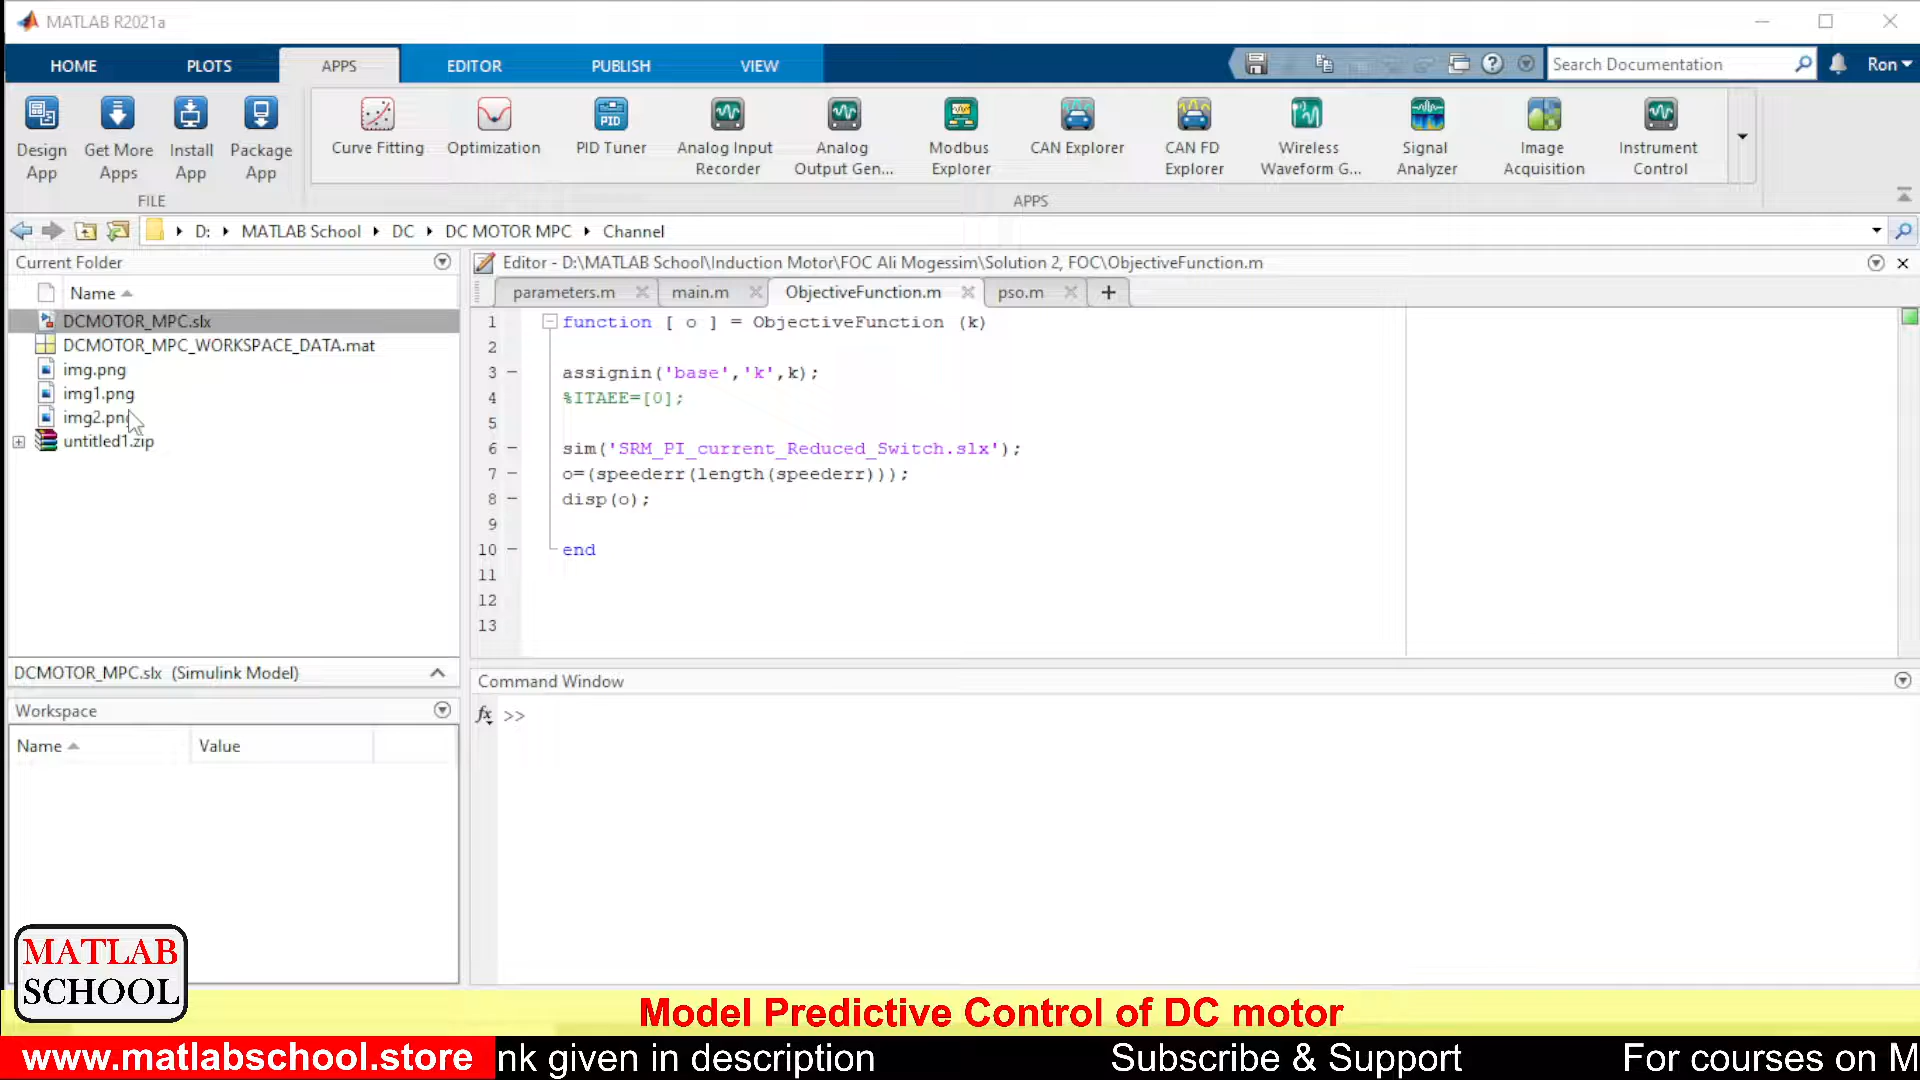 MATLAB R2021a
HOME PLOTS APPS EDITOR PUBLISH VIEW
Search Documentation
Ron
Design App
Get More Apps
Install App
Package App
Curve Fitting
Optimization
PID
PID Tuner
Analog Input Recorder
Analog Output Gen...
Modbus Explorer
CAN Explorer
CAN FD Explorer
Wireless Waveform G...
Signal Analyzer
Image Acquisition
Instrument Control
FILE APPS
D: MATLAB School DC DC MOTOR MPC Channel
Current Folder
Name
DCMOTOR_MPC.slx
DCMOTOR_MPC_WORKSPACE_DATA.mat
img.png
img1.png
img2.png
untitled1.zip
DCMOTOR_MPC.slx (Simulink Model)
Workspace
Name Value
Editor - D:\MATLAB School\Induction Motor\FOC Ali Mogessim\Solution 2, FOC\ObjectiveFunction.m
parameters.m main.m ObjectiveFunction.m pso.m
1 function [ o ] = ObjectiveFunction (k)
2
3 assignin('base','k',k);
4 %ITAEE=[0];
5
6 sim('SRM_PI_current_Reduced_Switch.slx');
7 o=(speederr(length(speederr)));
8 disp(o);
9
10 end
11
12
13
Command Window
fx >>
MATLAB
SCHOOL
Model Predictive Control of DC motor
www.matlabschool.store nk given in description Subscribe & Support For courses on M